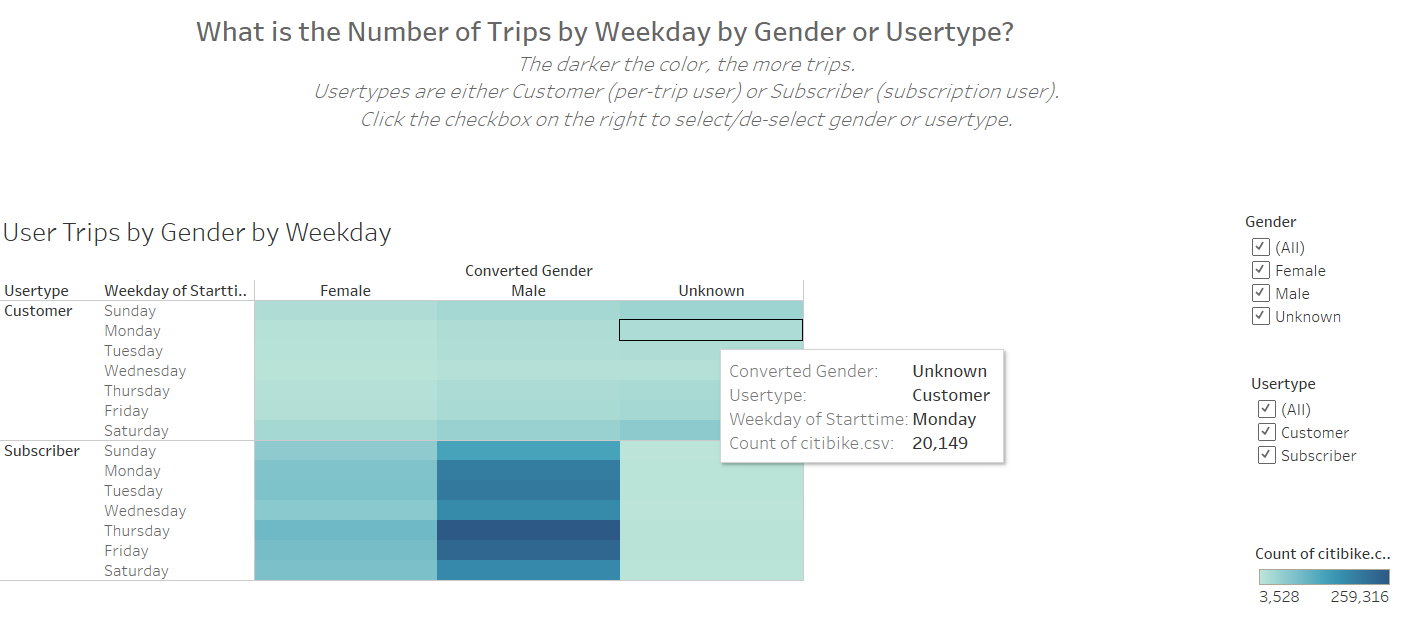 What is the Number of Trips by Weekday by Gender or Usertype?
The darker the color, the more trips.
Usertypes are either Customer (per-trip user) or Subscriber (subscription user).
Click the checkbox on the right to select/de-select gender or usertype.
User Trips by Gender by Weekday
Converted Gender
Usertype Weekday of Startti.. Female Male Unknown
Customer Sunday
Monday
Tuesday
Wednesday
Thursday
Friday
Saturday
Subscriber Sunday
Monday
Tuesday
Wednesday
Thursday
Friday
Saturday
Converted Gender: Unknown
Usertype: Customer
Weekday of Starttime: Monday
Count of citibike.csv: 20,149
Gender
(All)
Female
Male
Unknown
Usertype
(All)
Customer
Subscriber
Count of citibike.c..
3,528 259,316